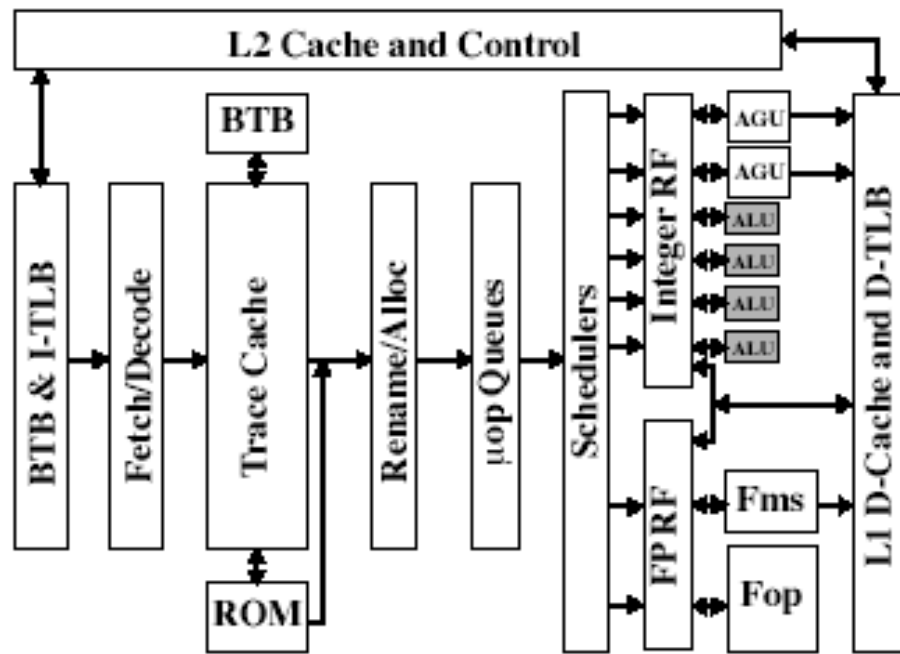 L2 Cache and Control
BTB
BTB & I-TLB
Fetch/Decode
Trace Cache
ROM
Rename/Alloc
µop Queues
Schedulers
Integer RF
FP RF
AGU
AGU
ALU
ALU
ALU
ALU
Fms
Fop
L1 D-Cache and D-TLB